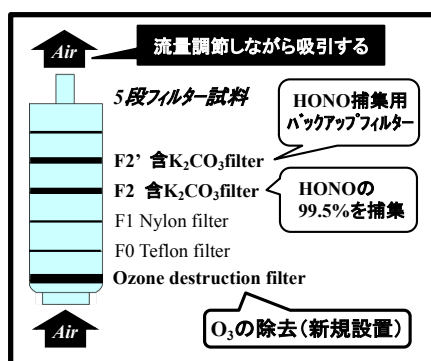 Air
流量調節しながら吸引する
5段フィルター試料
HONO捕集用
バックアップフィルター
F2’ 含K₂CO₃filter
F2 含K₂CO₃filter
HONOの
99.5%を捕集
F1 Nylon filter
F0 Teflon filter
Ozone destruction filter
Air
O₃の除去(新規設置)